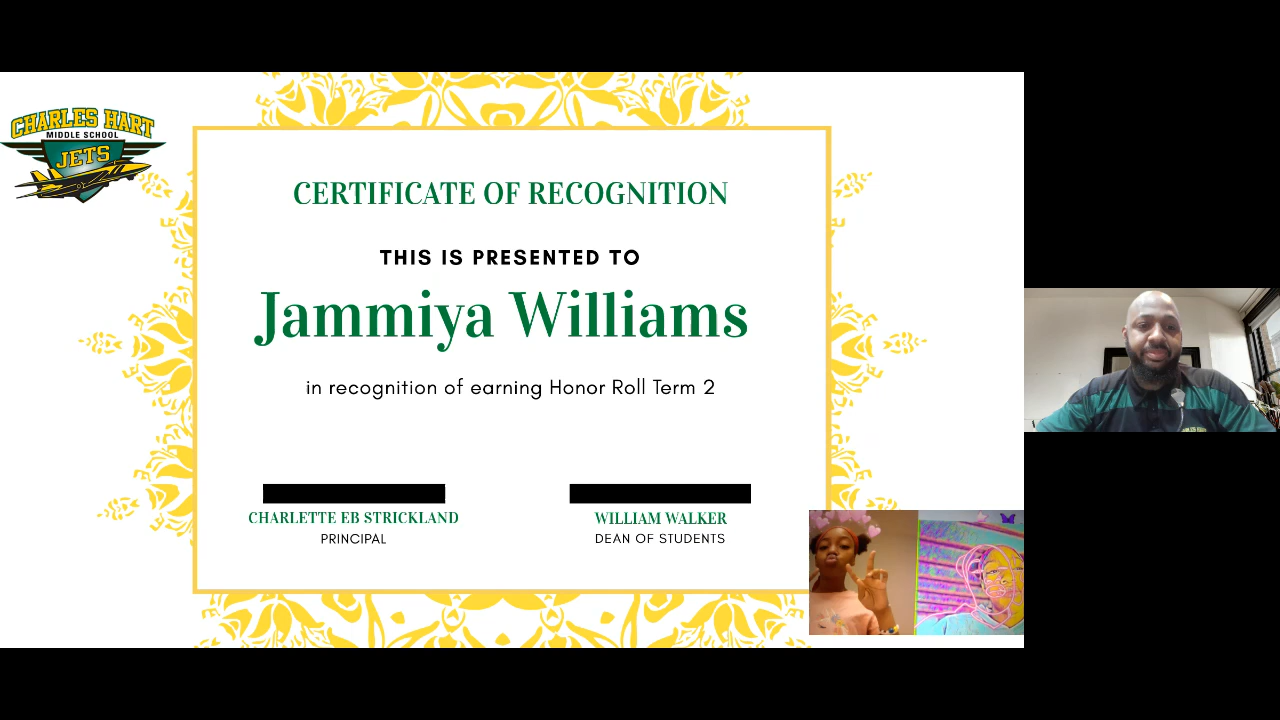 CHARLES HART
MIDDLE SCHOOL
JETS
CERTIFICATE OF RECOGNITION
THIS IS PRESENTED TO
Jammiya Williams
in recognition of earning Honor Roll Term 2
CHARLETTE EB STRICKLAND
PRINCIPAL
WILLIAM WALKER
DEAN OF STUDENTS